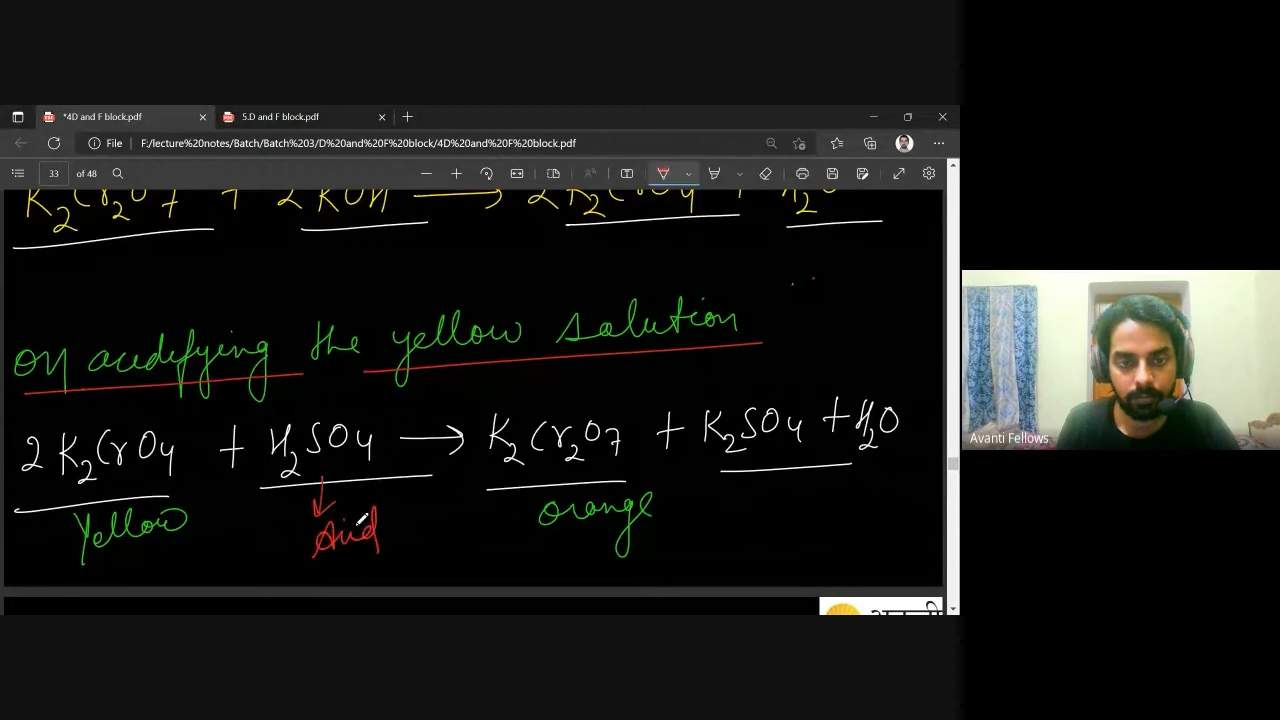 *4D and F block.pdf
5.D and F block.pdf
File
F:/lecture%20notes/Batch/Batch%203/D%20and%20F%20block/4D%20and%20F%20block.pdf
33 of 48
K2Cr2O7 + 2KOH → 2K2CrO4 + H2O
on acedifying the yellow solution
2K2CrO4 + H2SO4 → K2Cr2O7 + K2SO4 + H2O
Yellow Acid orange
Avanti Fellows